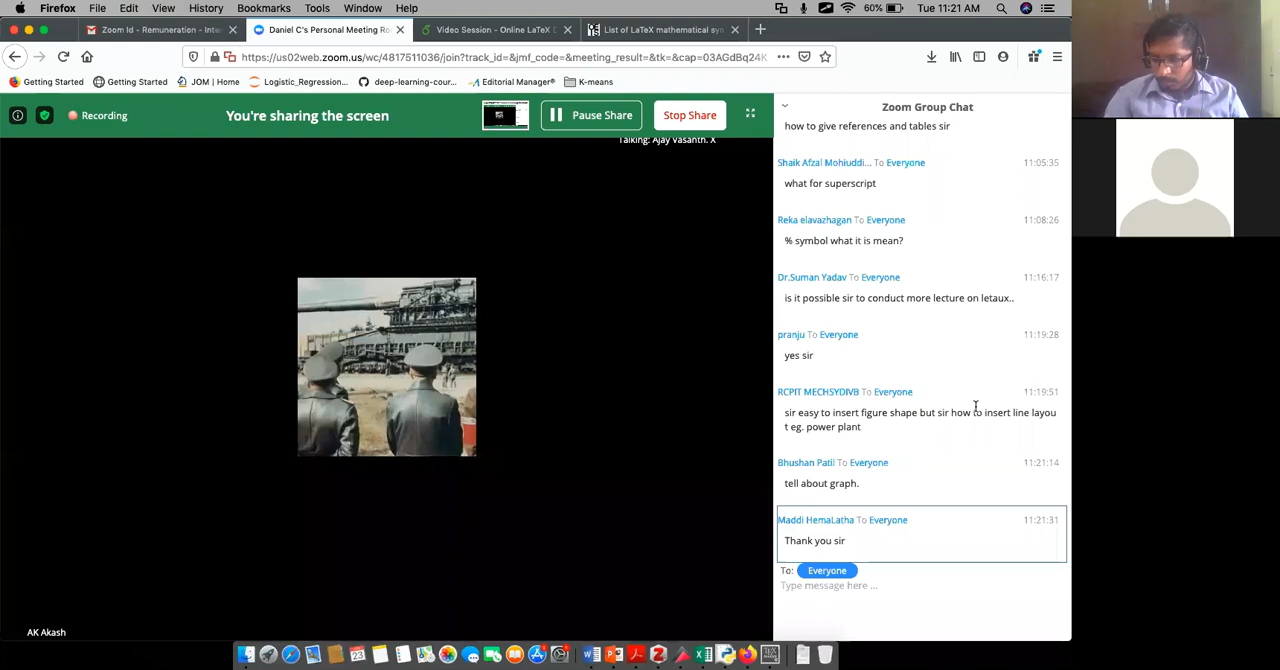 Firefox File Edit View History Bookmarks Tools Window Help 60% Tue 11:21 AM
Zoom Id - Remuneration - Inte Daniel C's Personal Meeting Ro Video Session - Online LaTeX E List of LaTeX mathematical sym
https://us02web.zoom.us/wc/4817511036/join?track_id=&jmf_code=&meeting_result=&tk=&cap=03AGdBq24K
Getting Started Getting Started JOM | Home Logistic_Regression... deep-learning-cour... Editorial Manager® K-means
Recording You're sharing the screen Pause Share Stop Share
Talking: Ajay Vasanth. X
AK Akash
Zoom Group Chat
how to give references and tables sir
Shaik Afzal Mohiuddi... To Everyone 11:05:35
what for superscript
Reka elavazhagan To Everyone 11:08:26
% symbol what it is mean?
Dr.Suman Yadav To Everyone 11:16:17
is it possible sir to conduct more lecture on letaux..
pranju To Everyone 11:19:28
yes sir
RCPIT MECHSYDIVB To Everyone 11:19:51
sir easy to insert figure shape but sir how to insert line layou
t eg. power plant
Bhushan Patil To Everyone 11:21:14
tell about graph.
Maddi HemaLatha To Everyone 11:21:31
Thank you sir
To: Everyone
Type message here ...